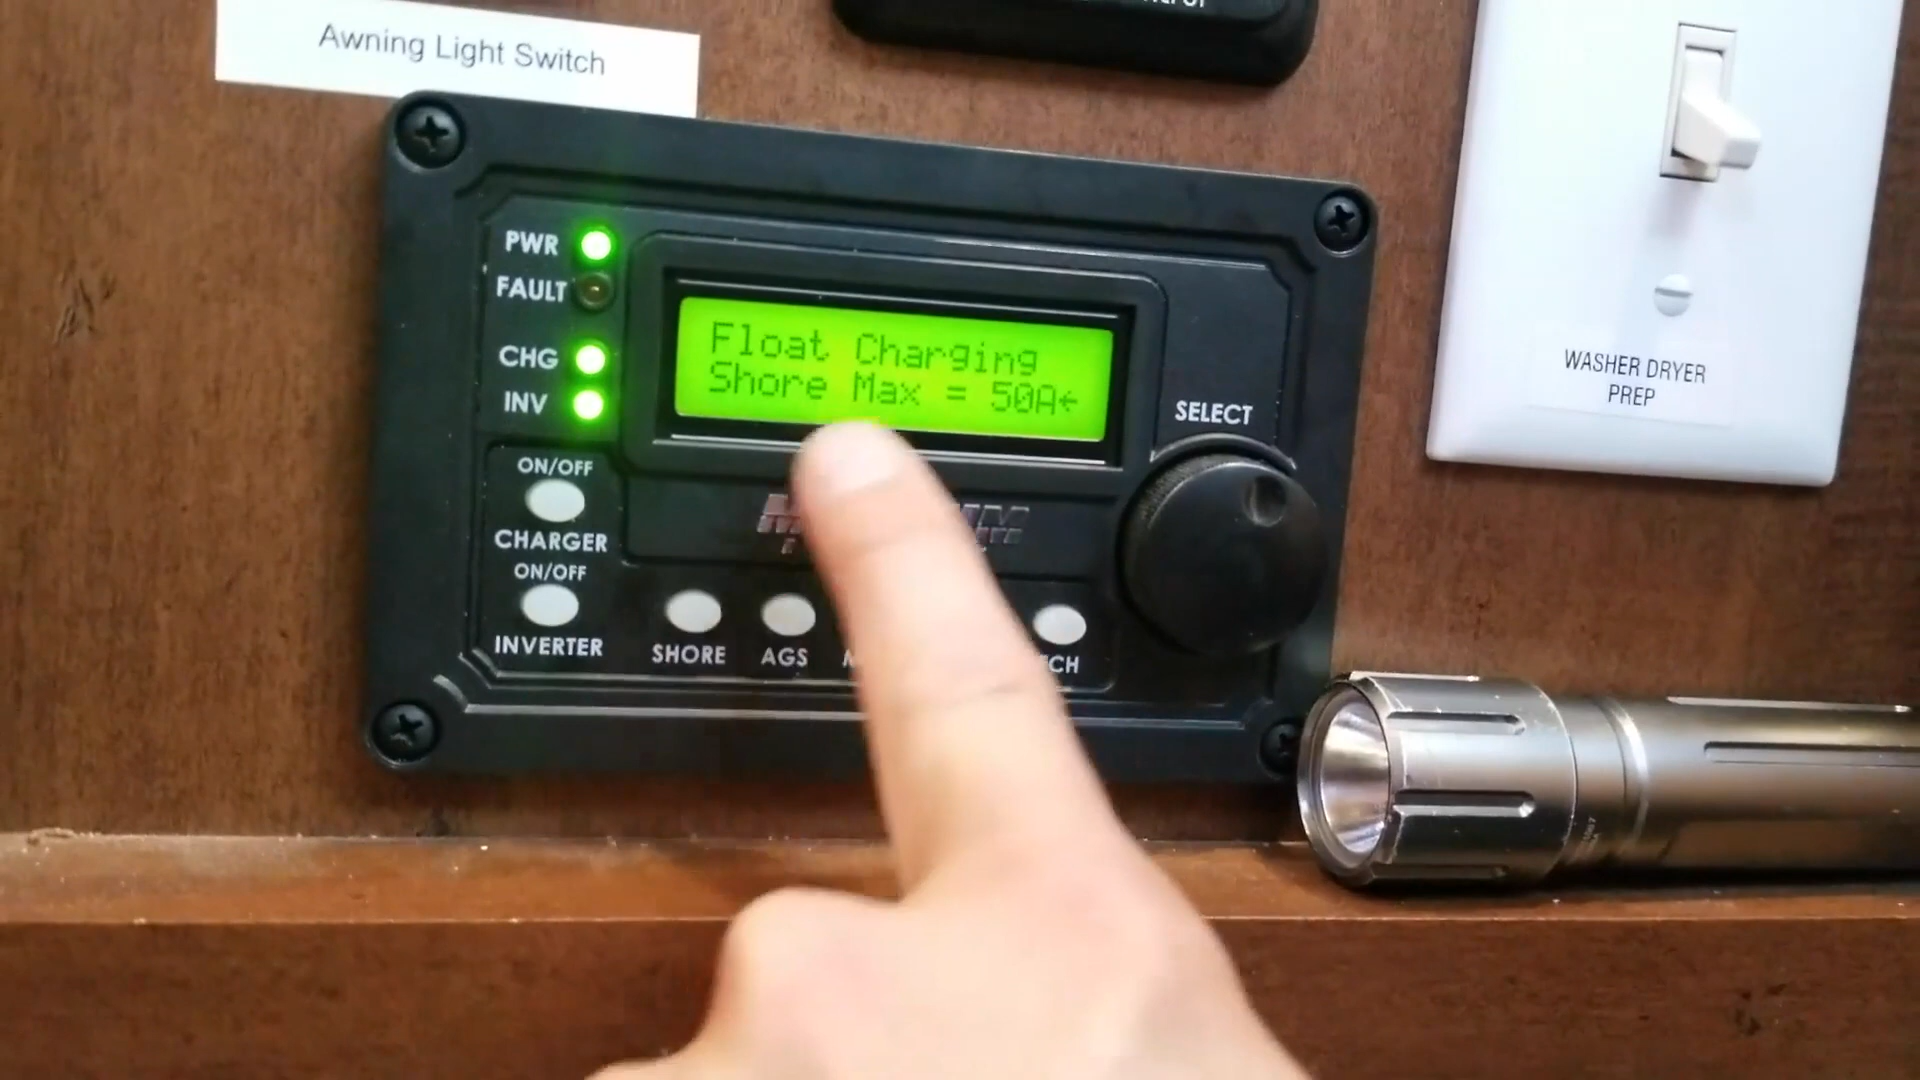 Awning Light Switch
PWR
FAULT
CHG
INV
Float Charging
Shore Max = 50A←
SELECT
ON/OFF
CHARGER
ON/OFF
INVERTER
SHORE
AGS
WASHER DRYER
PREP